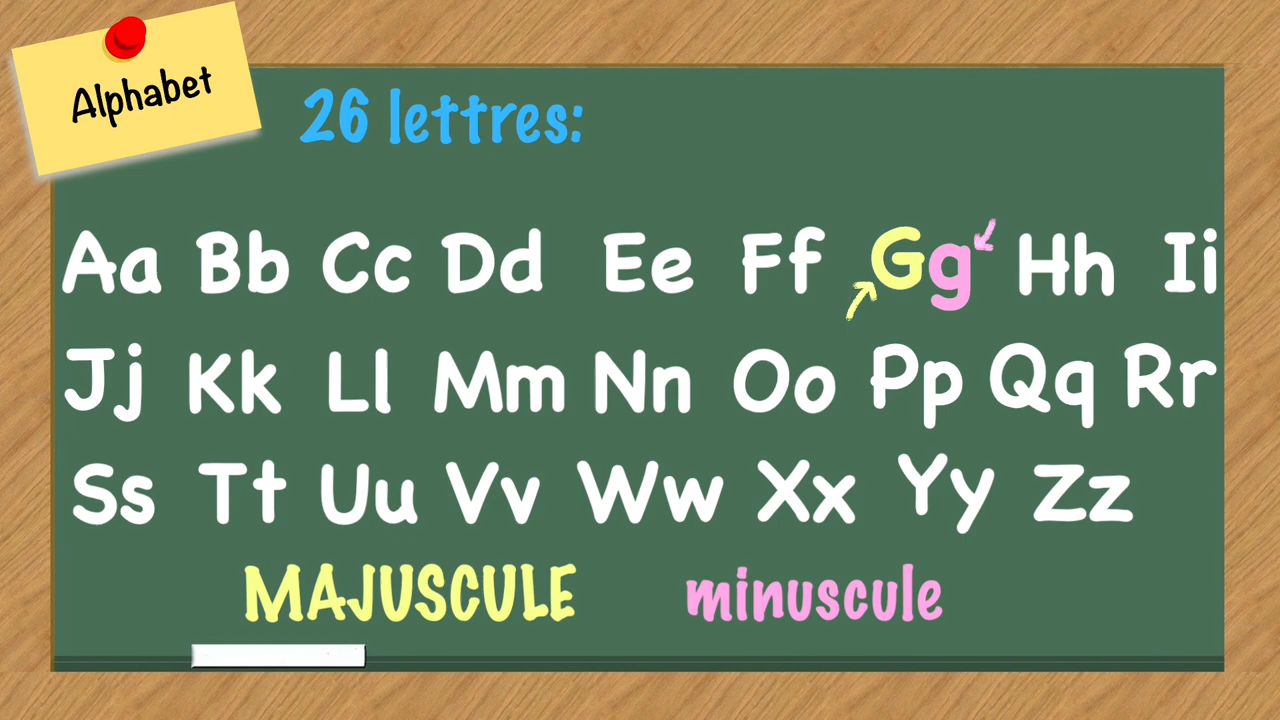 Alphabet
26 lettres:
Aa Bb Cc Dd Ee Ff Gg Hh Ii
Jj Kk Ll Mm Nn Oo Pp Qq Rr
Ss Tt Uu Vv Ww Xx Yy Zz
MAJUSCULE minuscule